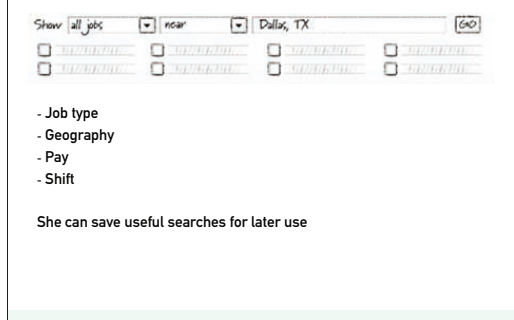 Show all jobs near Dallas, TX GO
- Job type
- Geography
- Pay
- Shift
She can save useful searches for later use